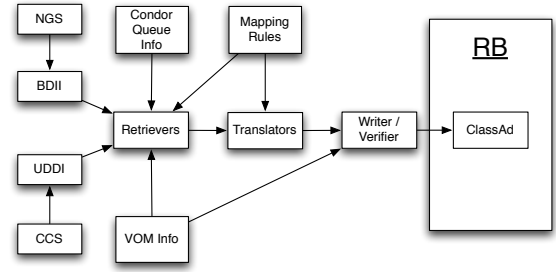 NGS
Condor
Queue
Info
Mapping
Rules
RB
BDII
Retrievers
Translators
Writer /
Verifier
ClassAd
UDDI
CCS
VOM Info